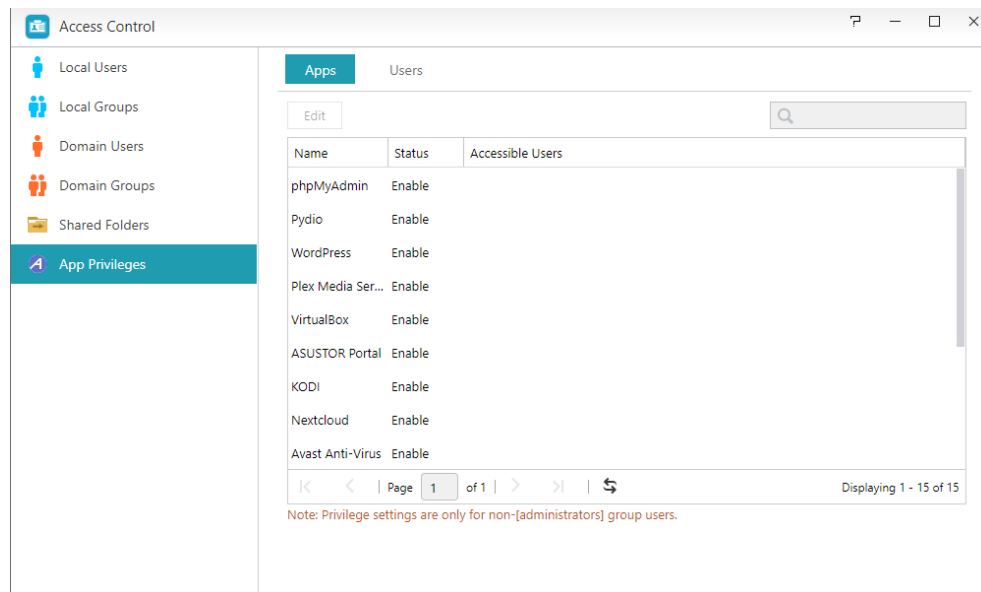 Access Control
Local Users
Local Groups
Domain Users
Domain Groups
Shared Folders
App Privileges
Apps Users
Edit
Name Status Accessible Users
phpMyAdmin Enable
Pydio Enable
WordPress Enable
Plex Media Ser... Enable
VirtualBox Enable
ASUSTOR Portal Enable
KODI Enable
Nextcloud Enable
Avast Anti-Virus Enable
Page 1 of 1 Displaying 1 - 15 of 15
Note: Privilege settings are only for non-[administrators] group users.